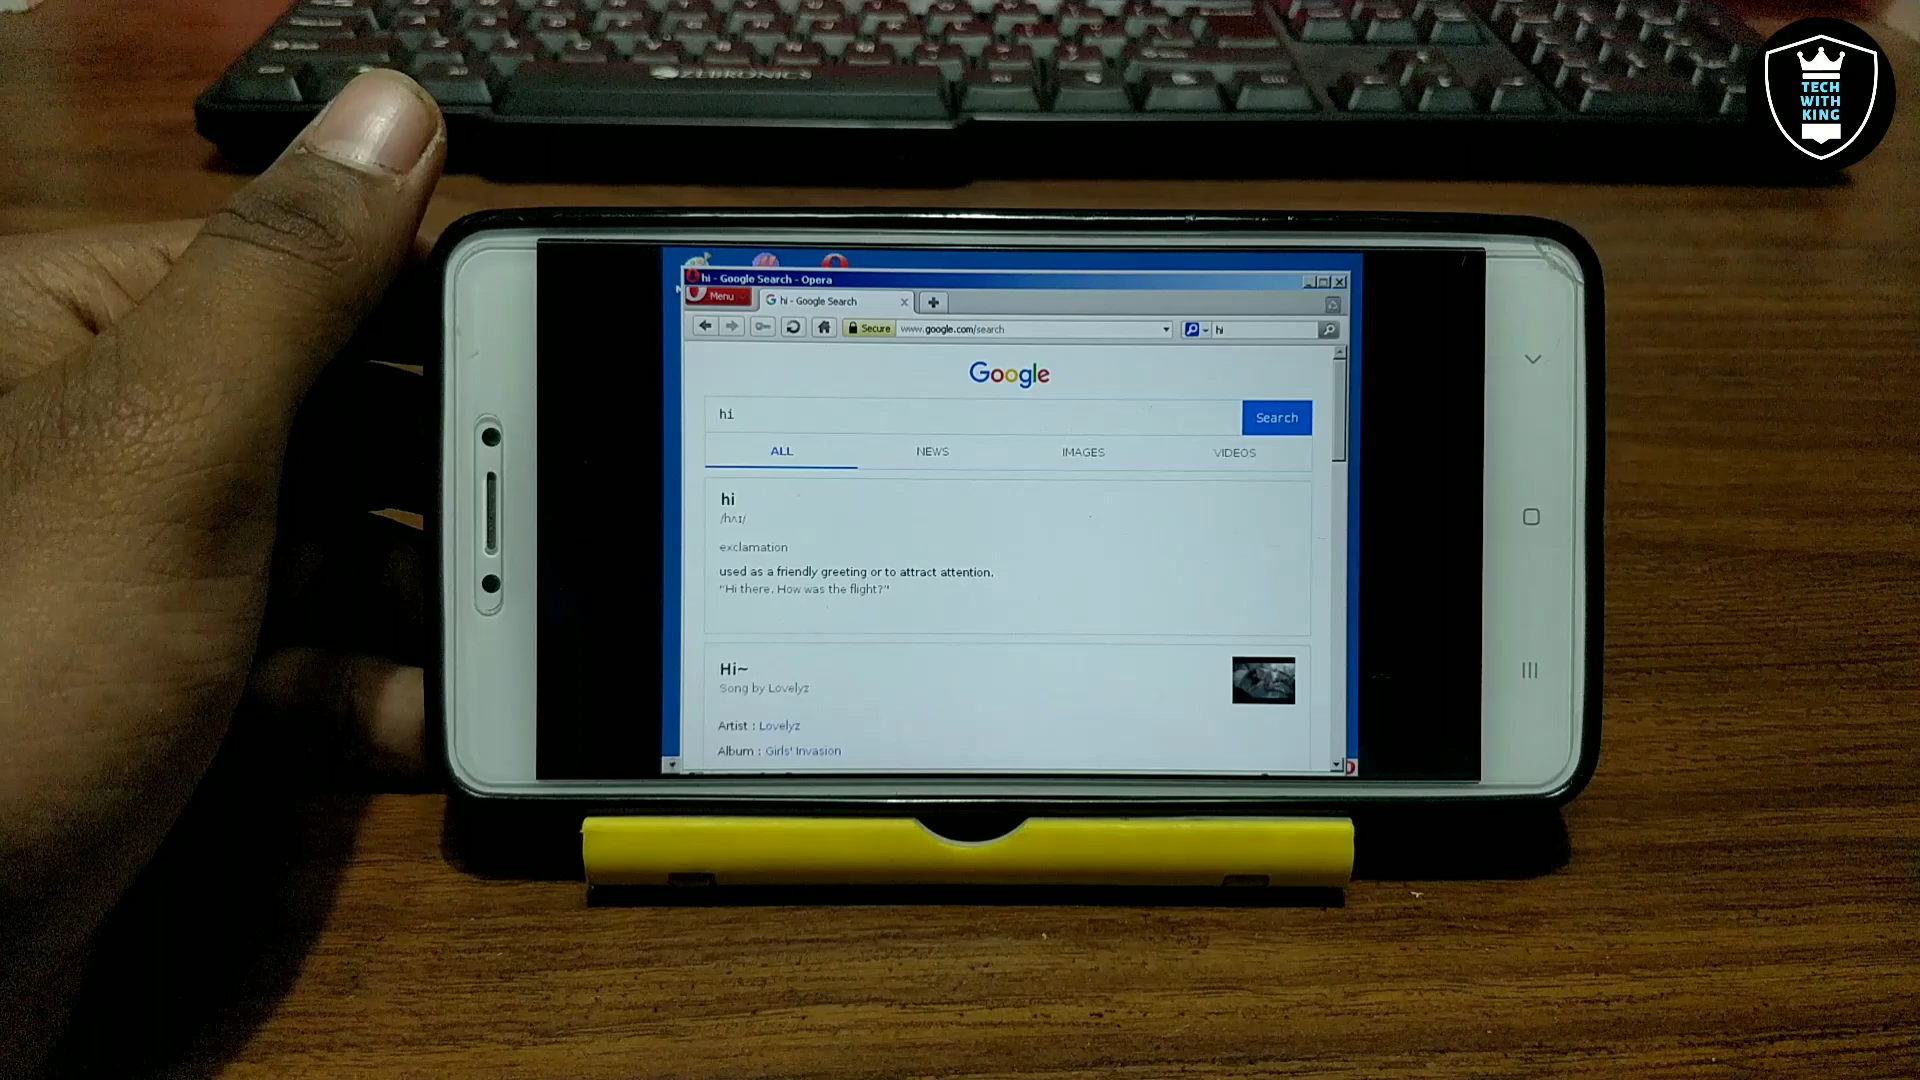 ZEBRONICS
TECH
WITH
KING
hi - Google Search - Opera
Menu
hi - Google Search
Secure
www.google.com/search
hi
Google
hi
Search
ALL
NEWS
IMAGES
VIDEOS
hi
/hʌɪ/
exclamation
used as a friendly greeting or to attract attention.
"Hi there. How was the flight?"
Hi~
Song by Lovelyz
Artist : Lovelyz
Album : Girls' Invasion